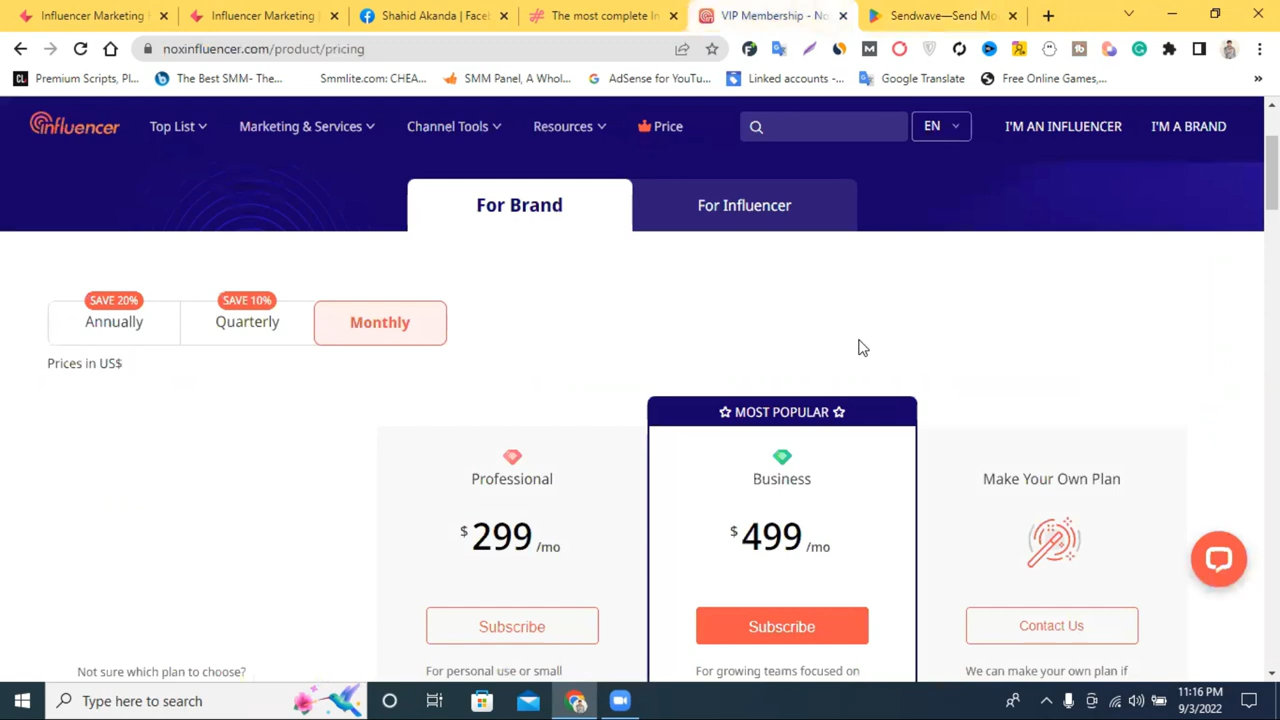 Influencer Marketing
Influencer Marketing
Shahid Akanda | Facel
The most complete In
VIP Membership - No
Sendwave—Send Mo
noxinfluencer.com/product/pricing
Premium Scripts, Pl...
The Best SMM- The...
Smmlite.com: CHEA...
SMM Panel, A Whol...
AdSense for YouTu...
Linked accounts -...
Google Translate
Free Online Games,...
influencer
Top List
Marketing & Services
Channel Tools
Resources
Price
EN
I'M AN INFLUENCER
I'M A BRAND
For Brand
For Influencer
SAVE 20%
SAVE 10%
Annually
Quarterly
Monthly
Prices in US$
MOST POPULAR
Professional
Business
Make Your Own Plan
$ 299 /mo
$ 499 /mo
Subscribe
Subscribe
Contact Us
Not sure which plan to choose?
For personal use or small
For growing teams focused on
We can make your own plan if
Type here to search
11:16 PM
9/3/2022